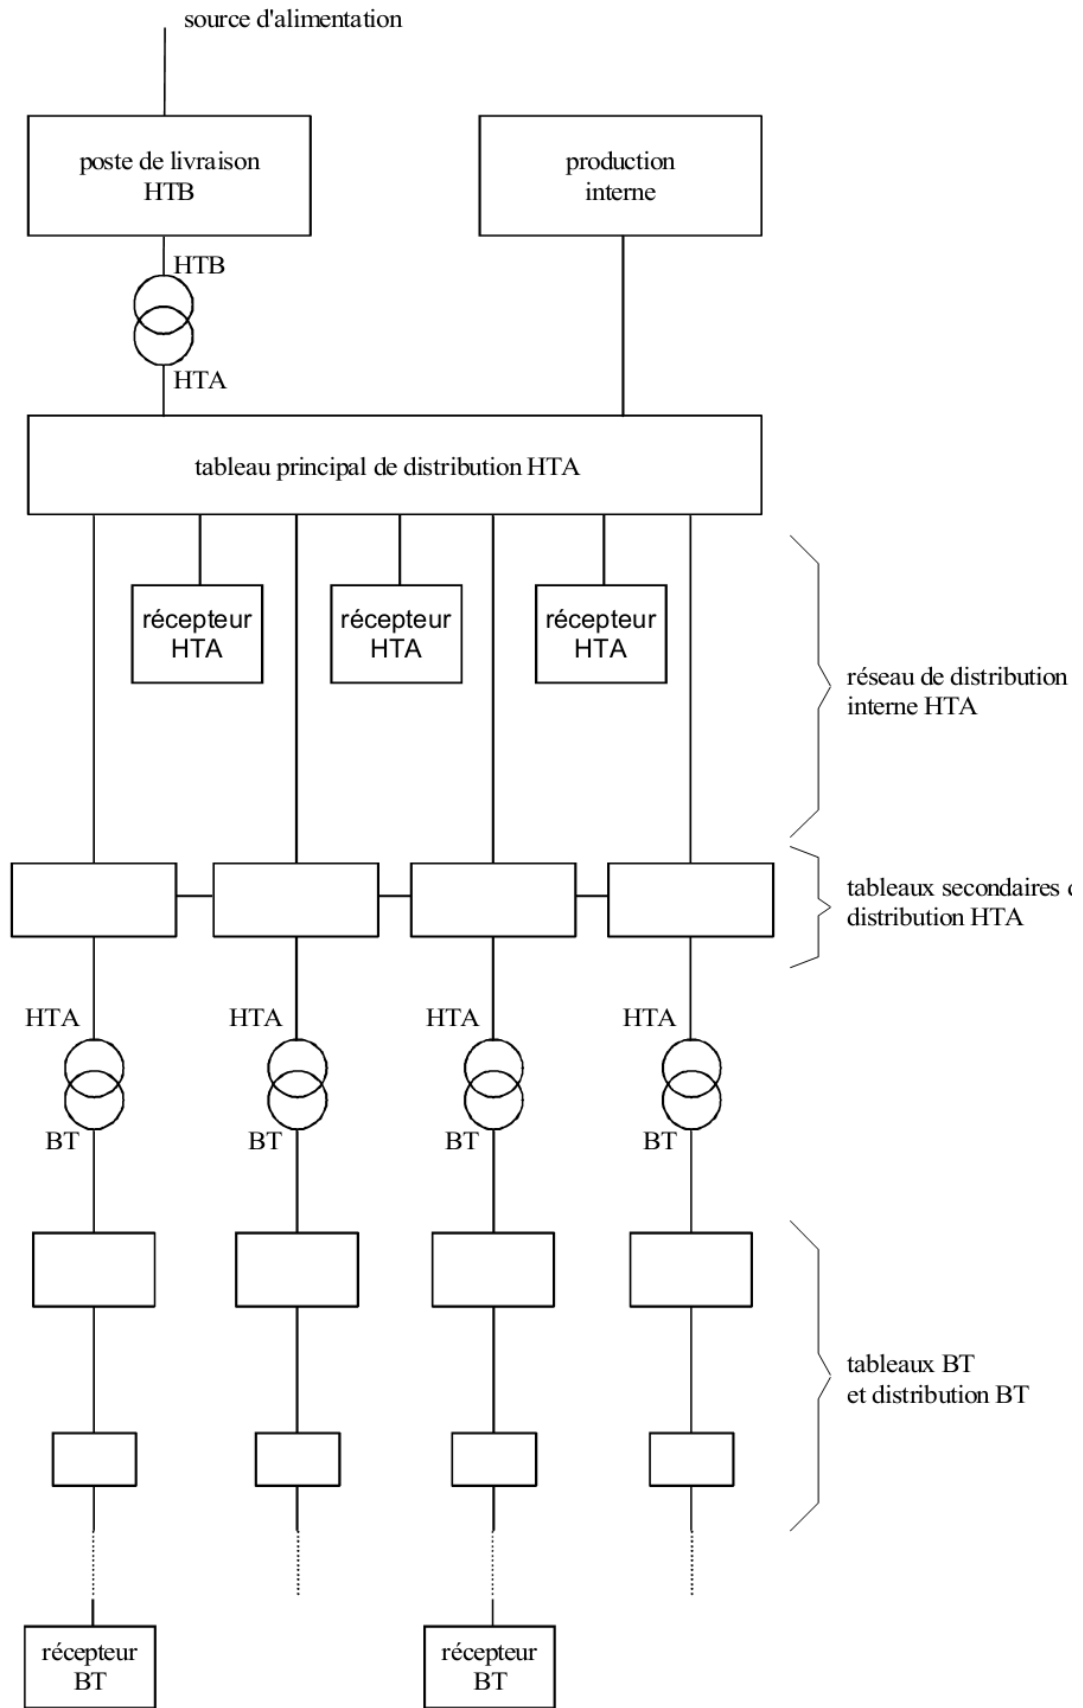 source d'alimentation
poste de livraison
HTB
production
interne
HTB
HTA
tableau principal de distribution HTA
récepteur
HTA
récepteur
HTA
récepteur
HTA
réseau de distribution
interne HTA
tableaux secondaires
distribution HTA
HTA
HTA
HTA
HTA
BT
BT
BT
BT
tableaux BT
et distribution BT
récepteur
BT
récepteur
BT